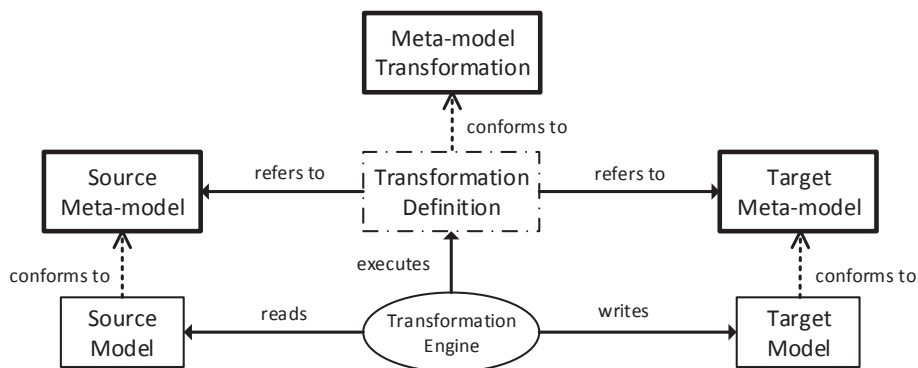 Meta-model
Transformation
conforms to
Source
Meta-model
refers to
Transformation
Definition
refers to
Target
Meta-model
conforms to
executes
conforms to
Source
Model
reads
Transformation
Engine
writes
Target
Model